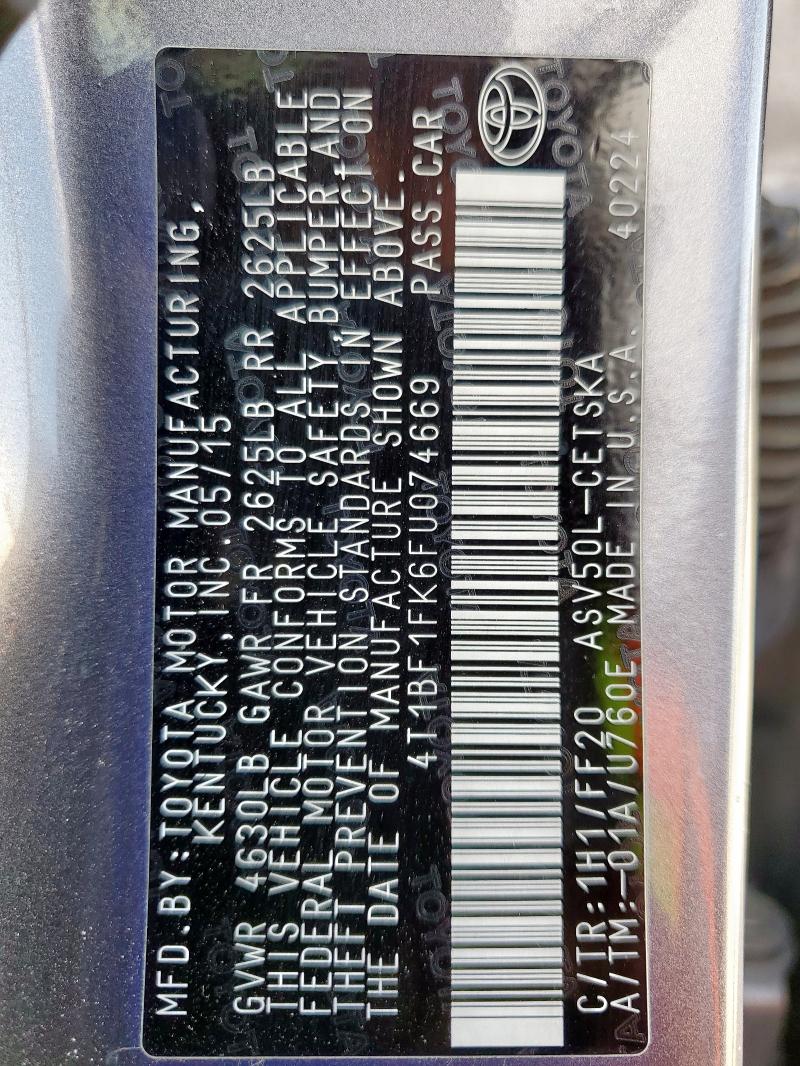 MFD.BY:TOYOTA MOTOR MANUFACTURING,
KENTUCKY, INC.05/15
GVWR 4630LB GAWR FR 2625LB RR 2625LB
THIS VEHICLE CONFORMS TO ALL APPLICABLE
FEDERAL MOTOR VEHICLE SAFETY, BUMPER AND
THEFT PREVENTION STANDARDS IN EFFECT ON
THE DATE OF MANUFACTURE SHOWN ABOVE.
4T1BF1FK6FU074669 PASS.CAR
C/TR:1H1/FF20 ASV50L-CETSKA
A/TM:-01A/U760E MADE IN U.S.A. 40224